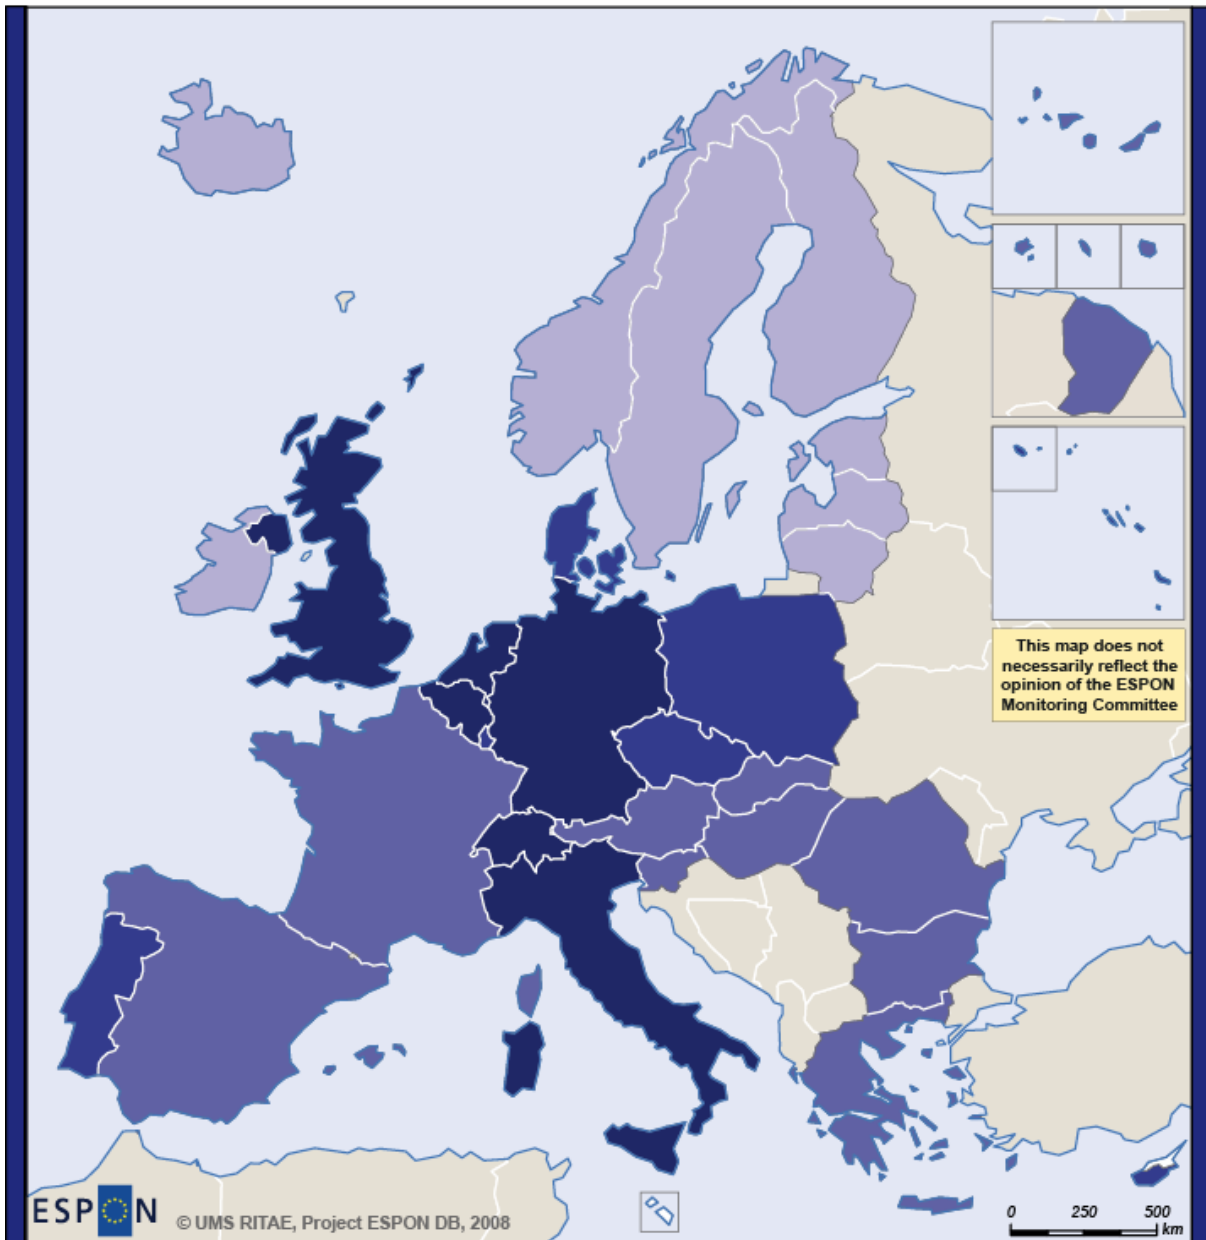 This map does not
necessarily reflect the
opinion of the ESPON
Monitoring Committee
ESPON
© UMS RITAE, Project ESPON DB, 2008
0 250 500
km